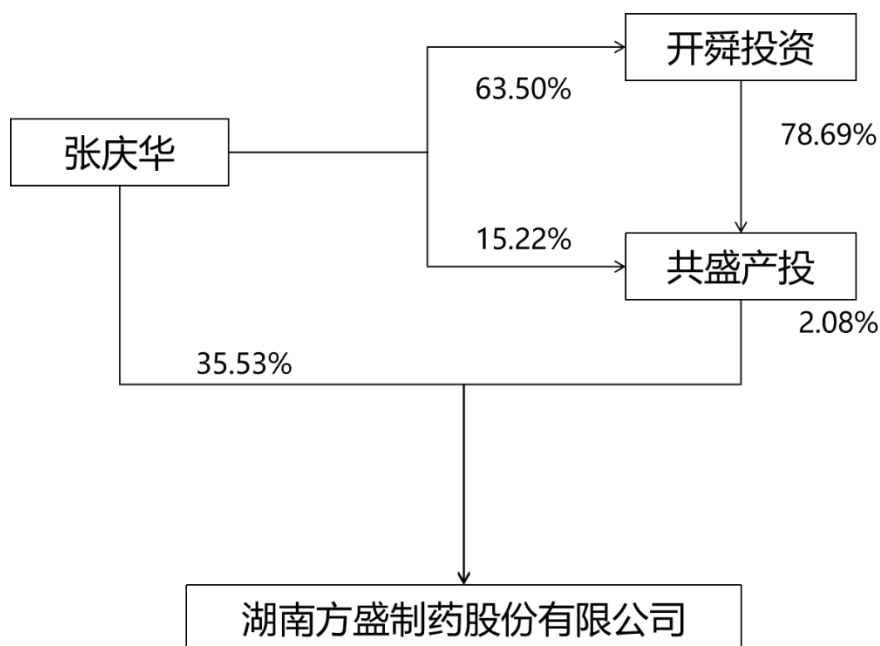 开舜投资
63.50%
78.69%
张庆华
15.22%
共盛产投
2.08%
35.53%
湖南方盛制药股份有限公司